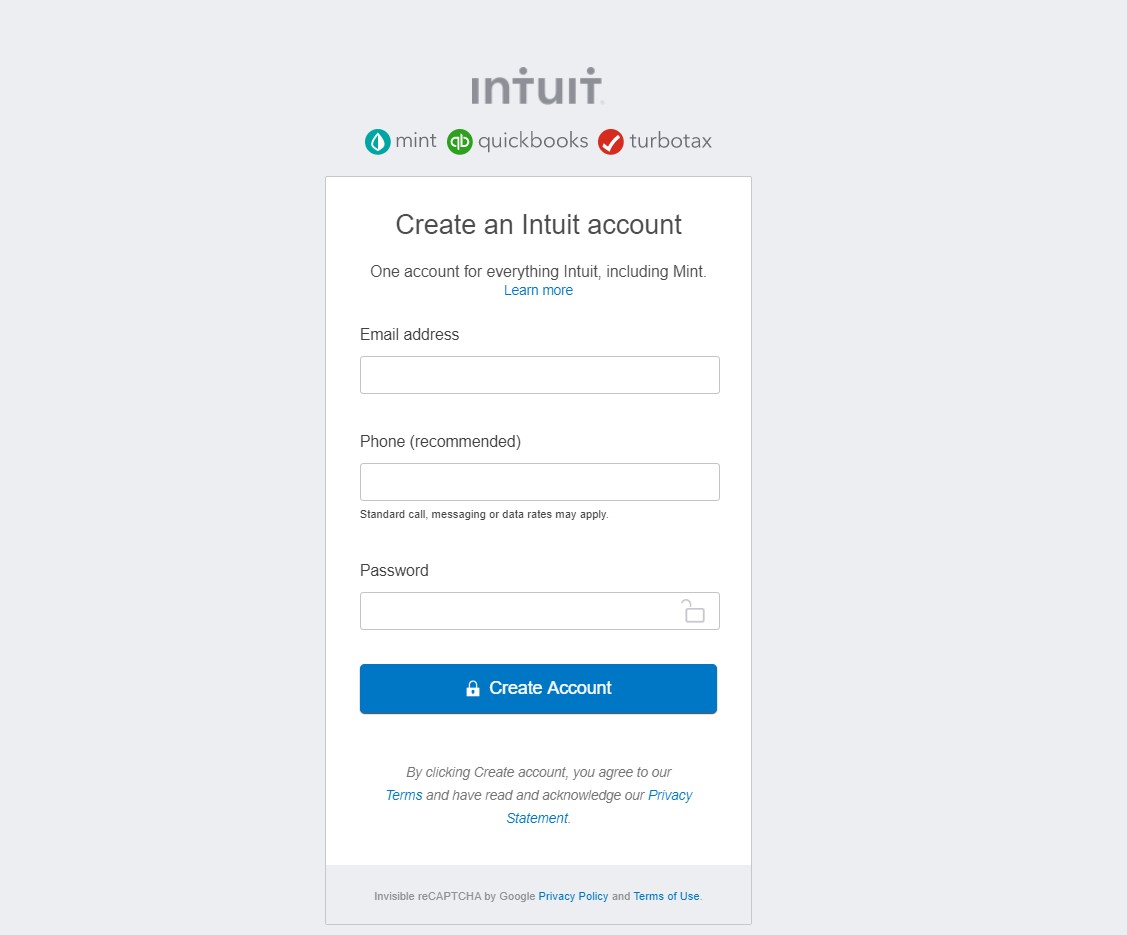 intuit
mint quickbooks turbotax
Create an Intuit account
One account for everything Intuit, including Mint.
Learn more
Email address
Phone (recommended)
Standard call, messaging or data rates may apply.
Password
Create Account
By clicking Create account, you agree to our
Terms and have read and acknowledge our Privacy
Statement.
Invisible reCAPTCHA by Google Privacy Policy and Terms of Use.